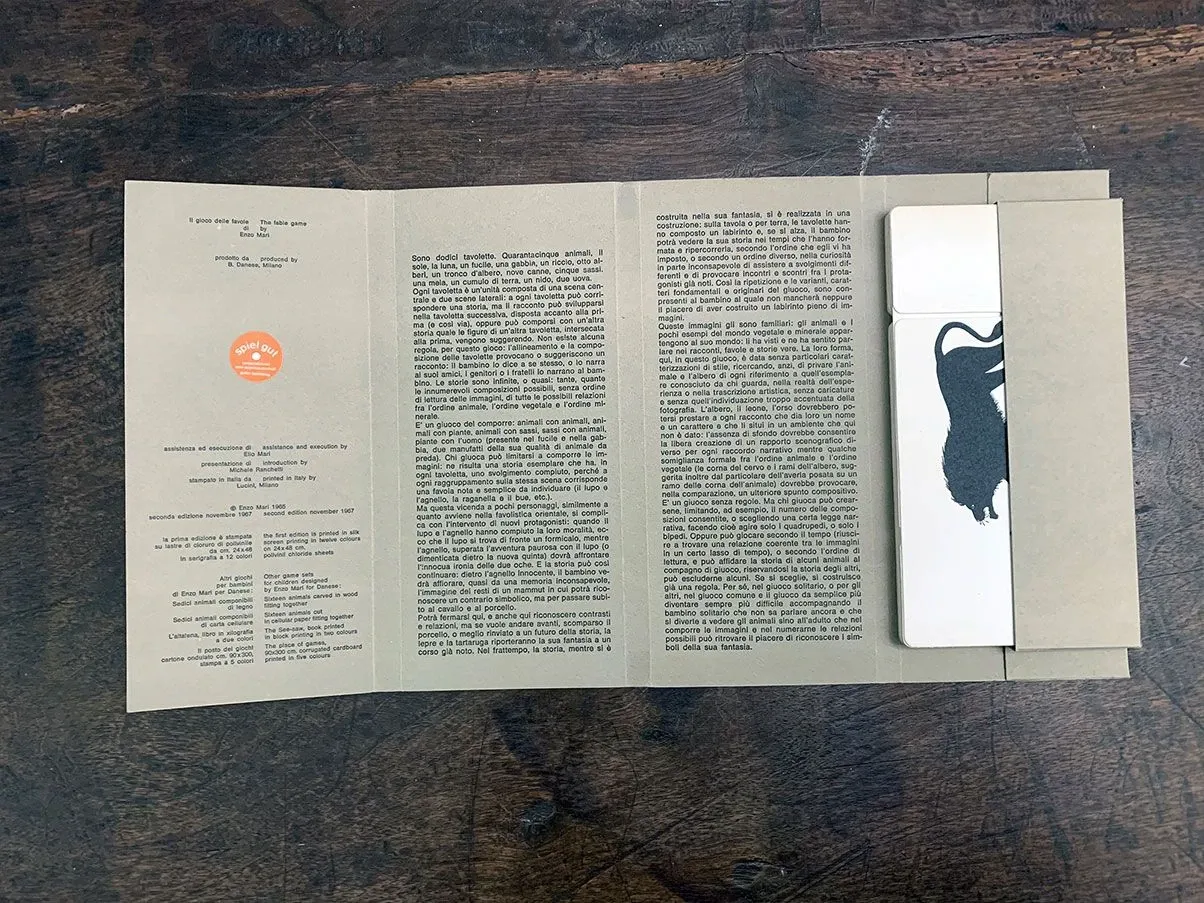 Il gioco delle favole The fable game
di by
Enzo Mari
prodotto da produced by
B. Danese, Milano
spiel gut
assistenza ed esecuzione di assistance and execution by
Elio Mari
presentazione di introduction by
Michele Ranchetti
stampato in Italia da printed in Italy by
Lucini, Milano
© Enzo Mari 1965
seconda edizione novembre 1967 second edition november 1967
la prima edizione è stampata the first edition is printed in silk
su lastre di cloruro di polivinile screen printing in twelve colours
da cm. 24x48 on 24x48 cm.
in serigrafia a 12 colori polivinil chloride sheets
Altri giochi Other game sets
per bambini for children designed
di Enzo Mari per Danese: by Enzo Mari for Danese:
Sedici animali componibili Sixteen animals carved in wood
di legno fitting together
Sedici animali componibili Sixteen animals cut
di carta cellulare in cellular paper fitting together
L'altalena, libro in xilografia The See-saw, book printed
a due colori in block printing in two colours
Il posto dei giochi The place of games,
cartone ondulato cm. 90x300, 90x300 cm, corrugated cardboard
stampa a 5 colori printed in five colours
Sono dodici tavolette. Quarantacinque animali, il
sole, la luna, un fucile, una gabbia, un riccio, otto al-
beri, un tronco d'albero, nove canne, cinque sassi,
una mela, un cumulo di terra, un nido, due uova.
Ogni tavoletta è un'unità composta di una scena cen-
trale e due scene laterali: a ogni tavoletta può corri-
spondere una storia, ma il racconto può svilupparsi
nella tavoletta successiva, disposta accanto alla pri-
ma (e così via), oppure può comporsi con un'altra
storia quale le figure di un'altra tavoletta, intersecata
alla prima, vengono suggerendo. Non esiste alcuna
regola, per questo gioco: l'allineamento e la compo-
sizione delle tavolette provocano o suggeriscono un
racconto: il bambino lo dice a se stesso, o lo narra
ai suoi amici, i genitori o i fratelli lo narrano al bam-
bino. Le storie sono infinite, o quasi: tante, quante
le innumerevoli composizioni possibili, senza ordine
di lettura delle immagini, di tutte le possibili relazioni
fra l'ordine animale, l'ordine vegetale e l'ordine mi-
nerale.
E' un giuoco del comporre: animali con animali, ani-
mali con piante, animali con sassi, sassi con animali,
piante con l'uomo (presente nel fucile e nella gab-
bia, due manufatti della sua qualità di animale da
preda). Chi giuoca può limitarsi a comporre le im-
magini: ne risulta una storia esemplare che ha, in
ogni tavoletta, uno svolgimento compluto, perché a
ogni raggruppamento sulla stessa scena corrisponde
una favola nota e semplice da individuare (il lupo e
l'agnello, la raganella e il bue, etc.).
Ma questa vicenda a pochi personaggi, similmente a
quanto avviene nella favolistica orientale, si compli-
ca con l'intervento di nuovi protagonisti: quando il
lupo e l'agnello hanno compiuto la loro moralità, ec-
co che il lupo si trova di fronte un formicaio, mentre
l'agnello, superata l'avventura paurosa con il lupo (o
dimenticata dietro la nuova quinta) dovrà affrontare
l'innocua ironia delle due oche. E la storia può così
continuare: dietro l'agnello innocente, il bambino ve-
drà affiorare, quasi da una memoria inconsapevole,
l'immagine dei resti di un mammut in cui potrà rico-
noscere un contrario simbolico, ma per passare subi-
to al cavallo e al porcello.
Potrà fermarsi qui, e anche qui riconoscere contrasti
e relazioni, ma se vuole andare avanti, scomparso il
porcello, o meglio rinviato a un futuro della storia, la
lepre e la tartaruga riporteranno la sua fantasia a un
corso già noto. Nel frattempo, la storia, mentre si è
costruita nella sua fantasia, si è realizzata in una
costruzione: sulla tavola o per terra, le tavolette han-
no composto un labirinto e, se si alza, il bambino
potrà vedere la sua storia nei tempi che l'hanno for-
mata e ripercorrerla, secondo l'ordine che egli vi ha
imposto, o secondo un ordine diverso, nella curiosità
in parte inconsapevole di assistere a svolgimenti dif-
ferenti e di provocare incontri e scontri fra i prota-
gonisti già noti. Così la ripetizione e le varianti, carat-
teri fondamentali e originari del giuoco, sono com-
presenti al bambino al quale non mancherà neppure
il piacere di aver costruito un labirinto pieno di im-
magini.
Queste immagini gli sono familiari: gli animali e i
pochi esempi del mondo vegetale e minerale appar-
tengono al suo mondo: li ha visti e ne ha sentito par-
lare nei racconti, favole e storie vere. La loro forma,
qui, in questo giuoco, è data senza particolari carat-
terizzazioni di stile, ricercando, anzi, di privare l'ani-
male e l'albero di ogni riferimento a quell'esempla-
re conosciuto da chi guarda, nella realtà dell'espe-
rienza o nella trascrizione artistica, senza caricature
e senza quell'individuazione troppo accentuata della
fotografia. L'albero, il leone, l'orso dovrebbero po-
tersi prestare a ogni racconto che dia loro un nome
e un carattere e che li situi in un ambiente che qui
non è dato: l'assenza di sfondo dovrebbe consentire
la libera creazione di un rapporto scenografico di-
verso per ogni racconto narrativo mentre qualche
somiglianza formale fra l'ordine animale e l'ordine
vegetale (le corna del cervo e i rami dell'albero, sug-
gerita inoltre dal particolare dell'averla posata su un
ramo delle corna dell'animale) dovrebbe provocare,
nella comparazione, un ulteriore spunto compositivo.
E' un giuoco senza regole. Ma chi giuoca può crear-
sene, limitando, ad esempio, il numero delle compo-
sizioni consentite, o scegliendo una certa legge nar-
rativa, facendo cioè agire solo i quadrupedi, o solo i
bipedi. Oppure può giocare secondo il tempo (riusci-
re a trovare una relazione coerente tra le immagini
in un certo lasso di tempo), o secondo l'ordine di
lettura, e può affidare la storia di alcuni animali al
compagno di giuoco, riservandosi la storia degli altri,
può escluderne alcuni. Se si sceglie, si costruisce
già una regola. Per sé, nel giuoco solitario, o per gli
altri, nel giuoco comune e il giuoco da semplice può
diventare sempre più difficile accompagnando il
bambino solitario che non sa parlare ancora e che
si diverte a vedere gli animali sino all'adulto che nel
comporre le immagini e nel numerarne le relazioni
possibili può ritrovare il piacere di riconoscere i sim-
boli della sua fantasia.